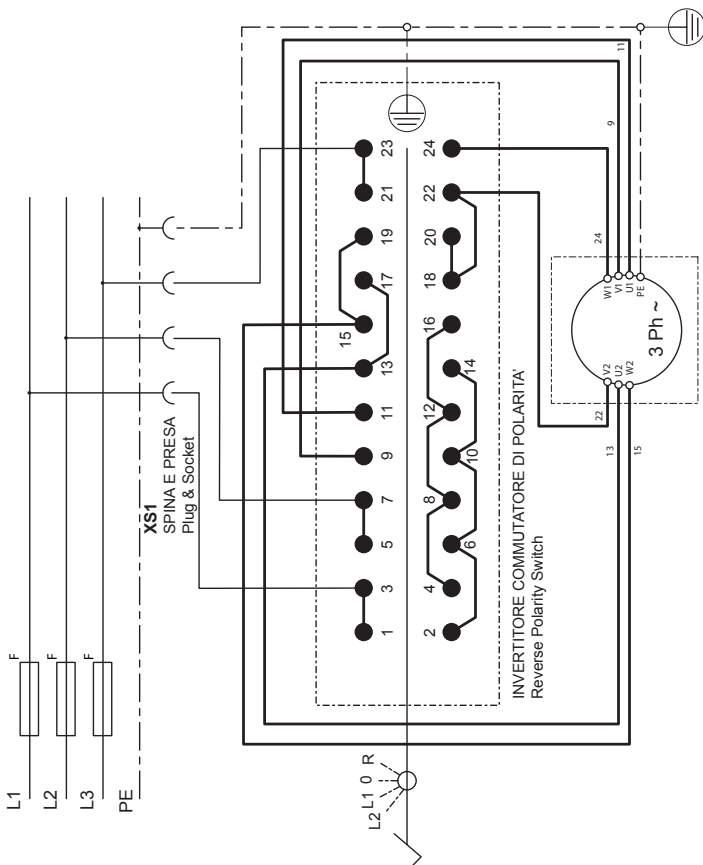 L1
L2
L3
PE
F
F
F
XS1
SPINA E PRESA
Plug & Socket
L2 L1 0 R
1 3 5 7 9 11 13 15 17 19 21 23
2 4 6 8 10 12 14 16 18 20 22 24
INVERTITORE COMMUTATORE DI POLARITA'
Reverse Polarity Switch
11
9
24
22
13
15
W1
V1
U1
PE
3 Ph ~
V2
U2
W2